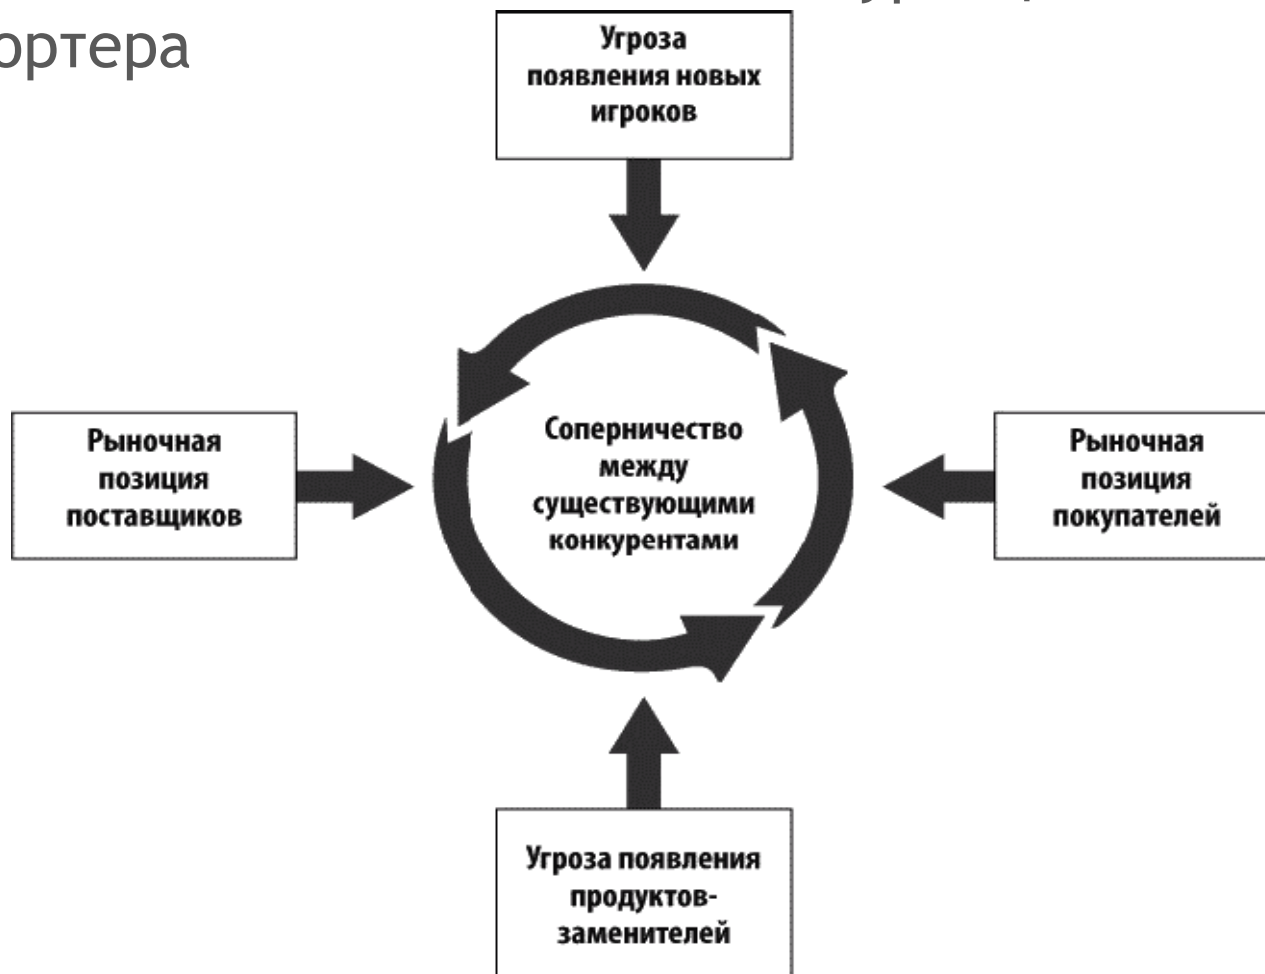 ортера
Угроза
появления новых
игроков
Рыночная
позиция
поставщиков
Соперничество
между
существующими
конкурентами
Рыночная
позиция
покупателей
Угроза появления
продуктов-
заменителей